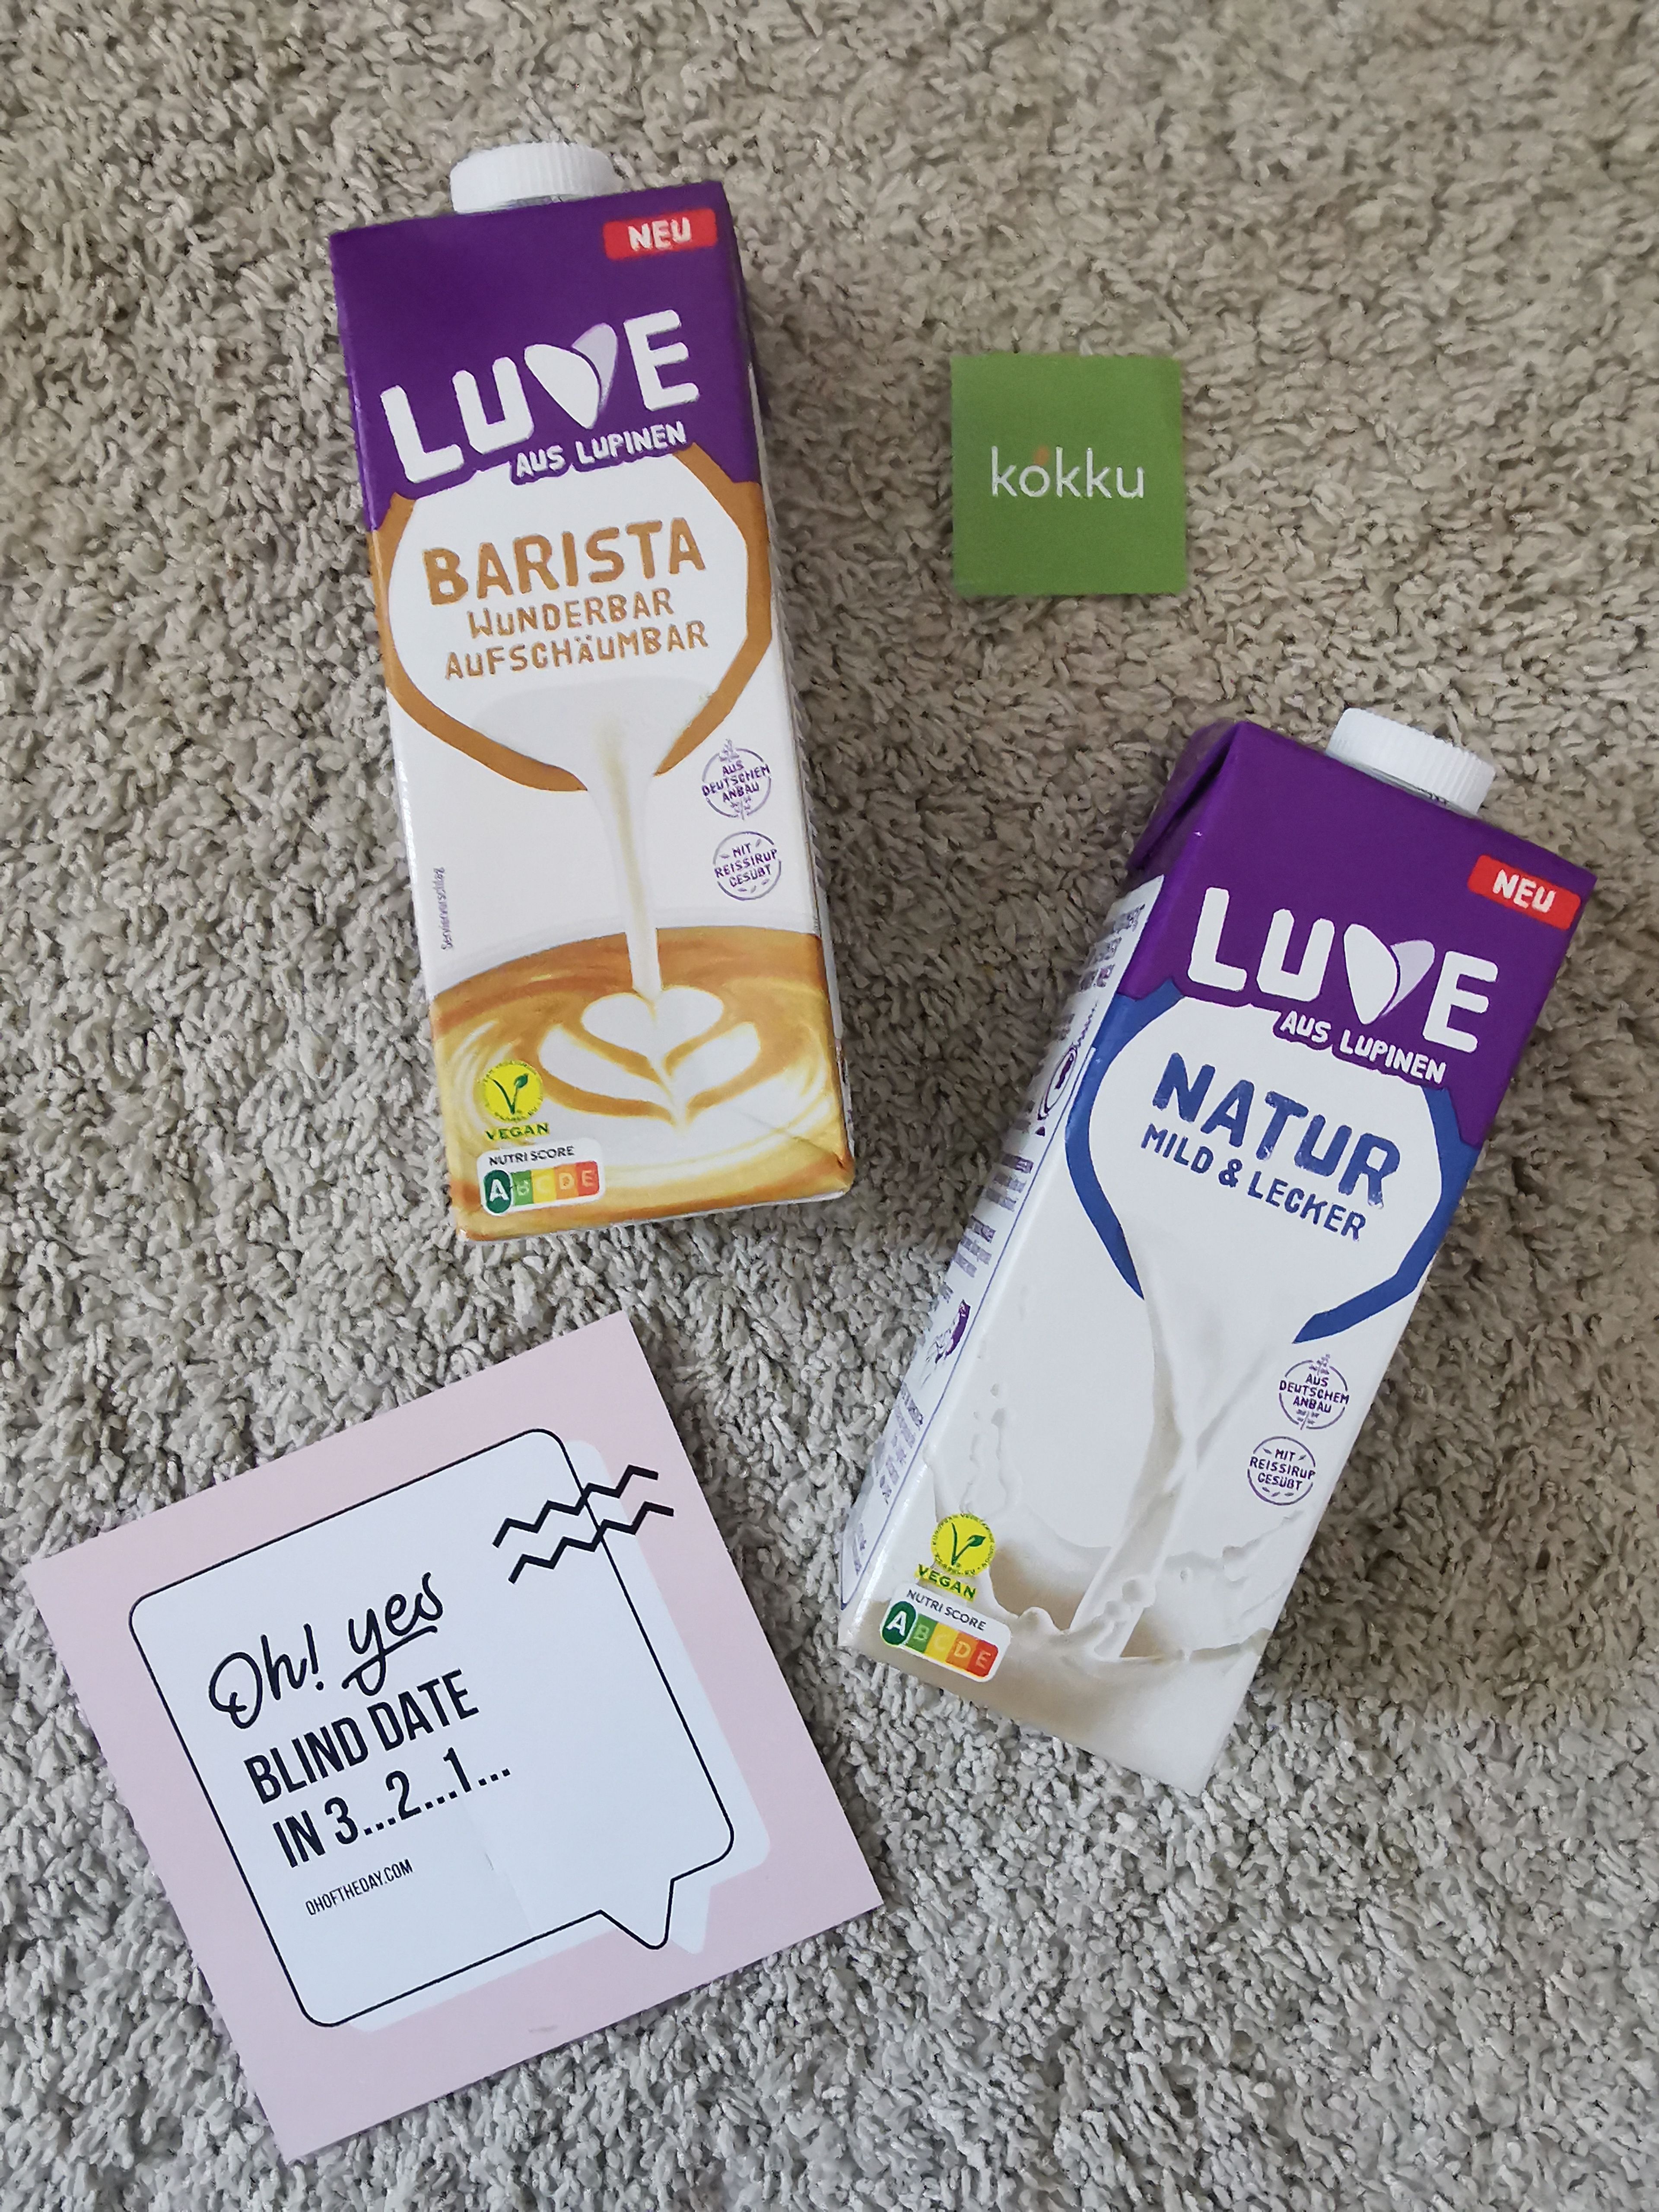 NEU
LUVE
AUS LUPINEN
BARISTA
WUNDERBAR
AUFSCHÄUMBAR
AUS
DEUTSCHEM
ANBAU
MIT
REISSIRUP
GESÜßT
Serviervorschlag
VEGAN
NUTRI SCORE
A B C D E
kokku
NEU
LUVE
AUS LUPINEN
NATUR
MILD & LECKER
AUS
DEUTSCHEM
ANBAU
MIT
REISSIRUP
GESÜßT
VEGAN
NUTRI SCORE
A B C D E
Oh! yes
BLIND DATE
IN 3...2...1...
OHOFTHEDAY.COM